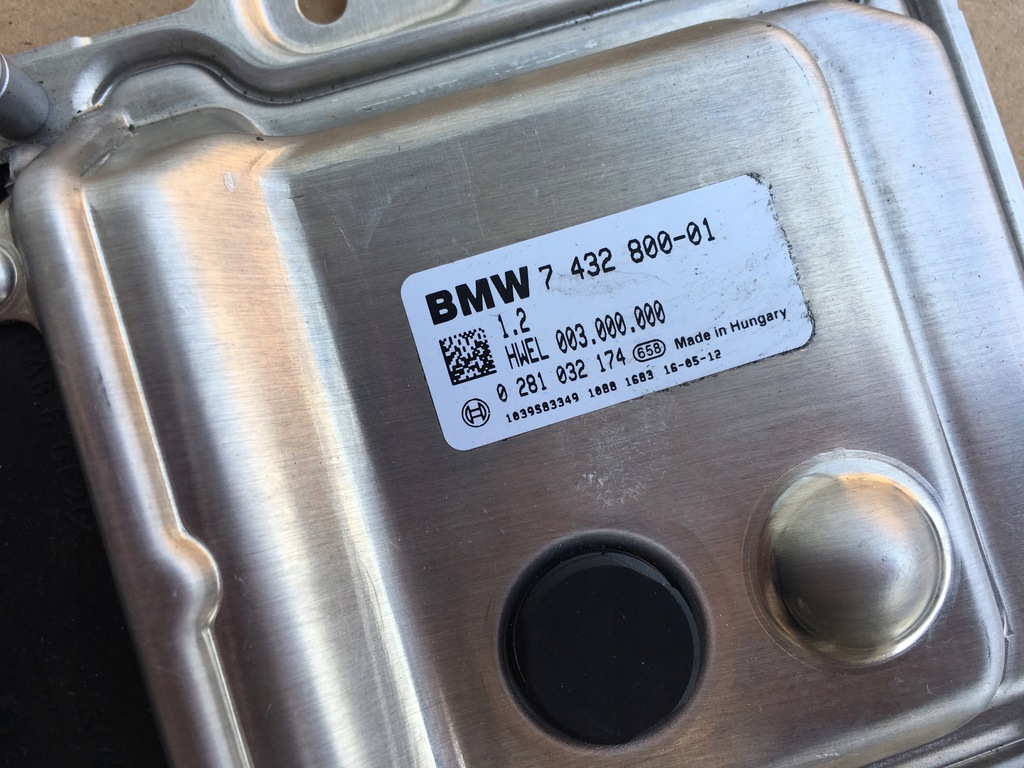 BMW 7 432 800-01
1.2
HWEL 003.000.000
0 281 032 174 658 Made in Hungary
1039583349 1088 1683 16-05-12